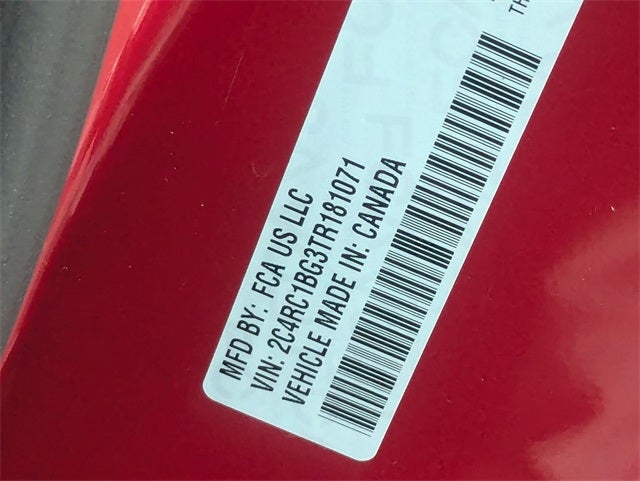 MFD BY: FCA US LLC
VIN: 2C4RC1BG3TR181071
VEHICLE MADE IN: CANADA